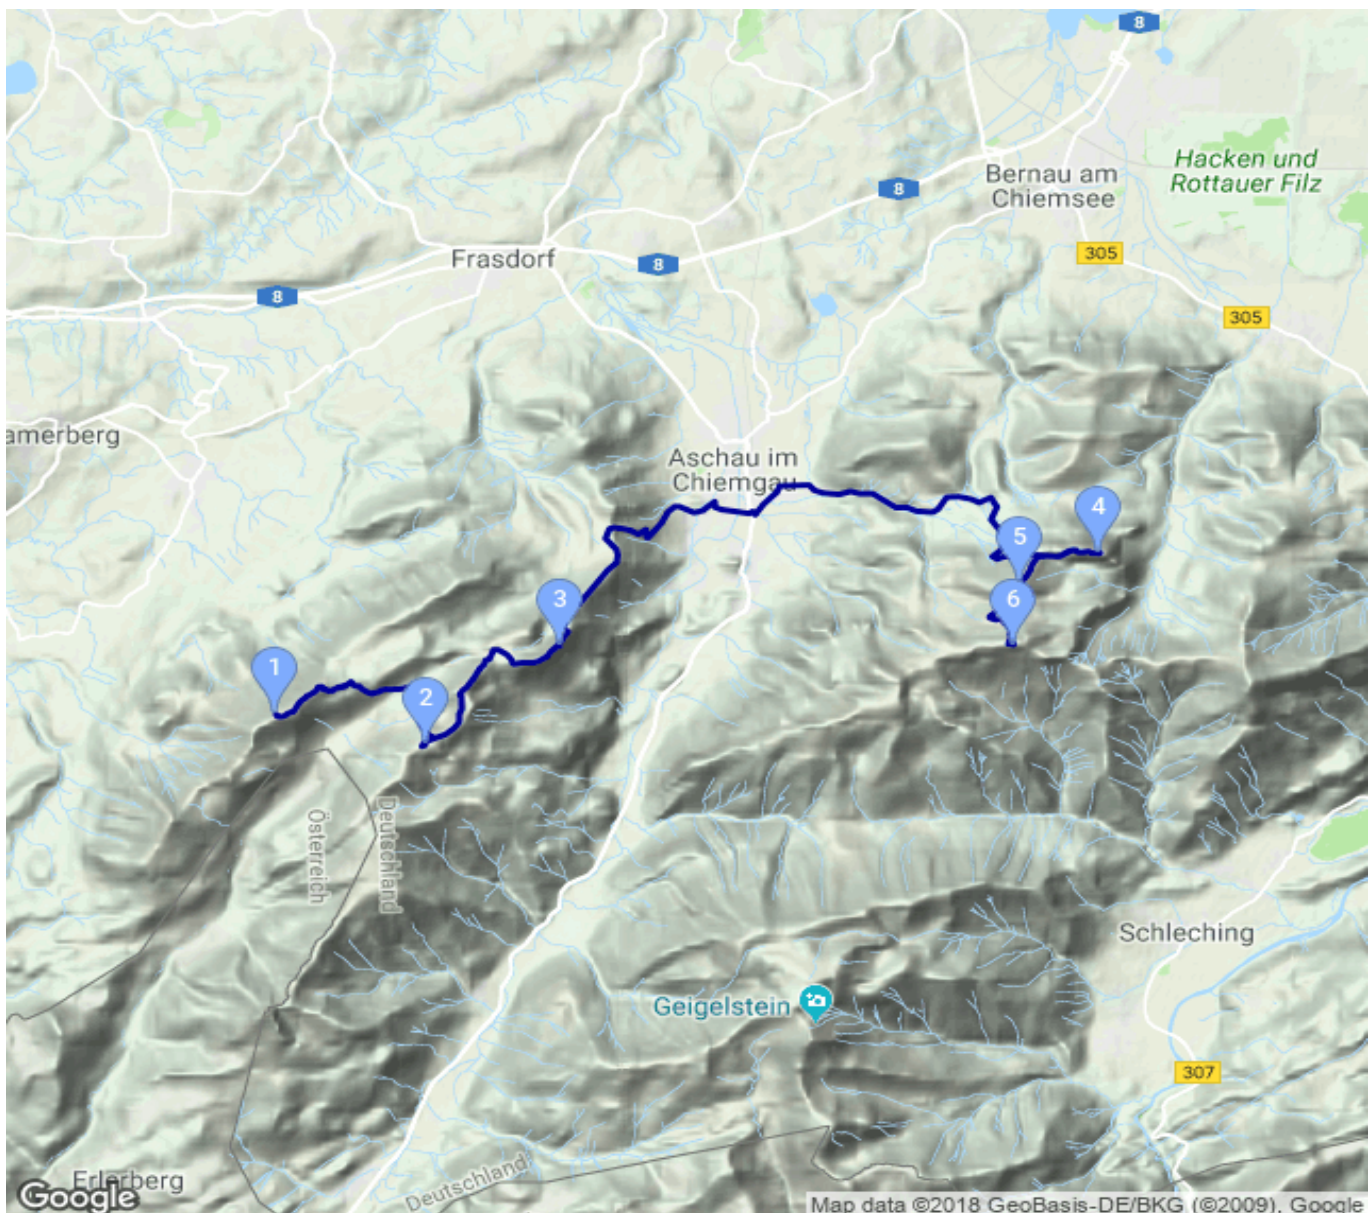 8
Hacken und
Rottauer Filz
Bernau am
Chiemsee
8
305
Frasdorf
8
8
305
amerberg
Aschau im
Chiemgau
4
5
6
3
1
2
Österreich
Deutschland
Schleching
Geigelstein
307
Deutschland
Erlerberg
Google
Map data ©2018 GeoBasis-DE/BKG (©2009), Google